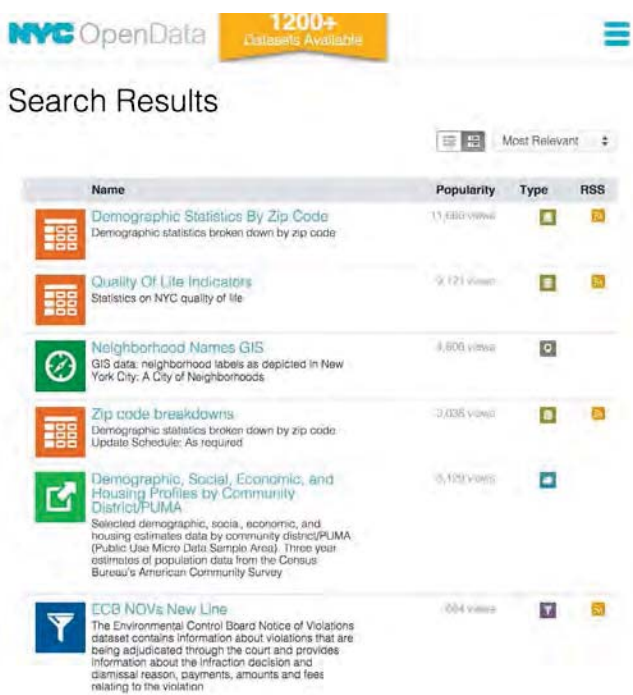 NYC OpenData
1200+
Datasets Available
Search Results
Most Relevant
Name Popularity Type RSS
Demographic Statistics By Zip Code
Demographic statistics broken down by zip code
views
Quality Of Life Indicators
Statistics on NYC quality of life
views
Neighborhood Names GIS
GIS data: neighborhood labels as depicted in New
York City: A City of Neighborhoods
views
Zip code breakdowns
Demographic statistics broken down by zip code
Update Schedule: As required
views
Demographic, Social, Economic, and
Housing Profiles by Community
District/PUMA
Selected demographic, social, economic, and
housing estimates data by community district/PUMA
(Public Use Micro Data Sample Area). Three year
estimates of population data from the Census
Bureau's American Community Survey
views
ECB NOVs New Line
The Environmental Control Board Notice of Violations
dataset contains information about violations that are
being adjudicated through the court and provides
information about the infraction decision and
dismissal reason, payments, amounts and fees
relating to the violation
views